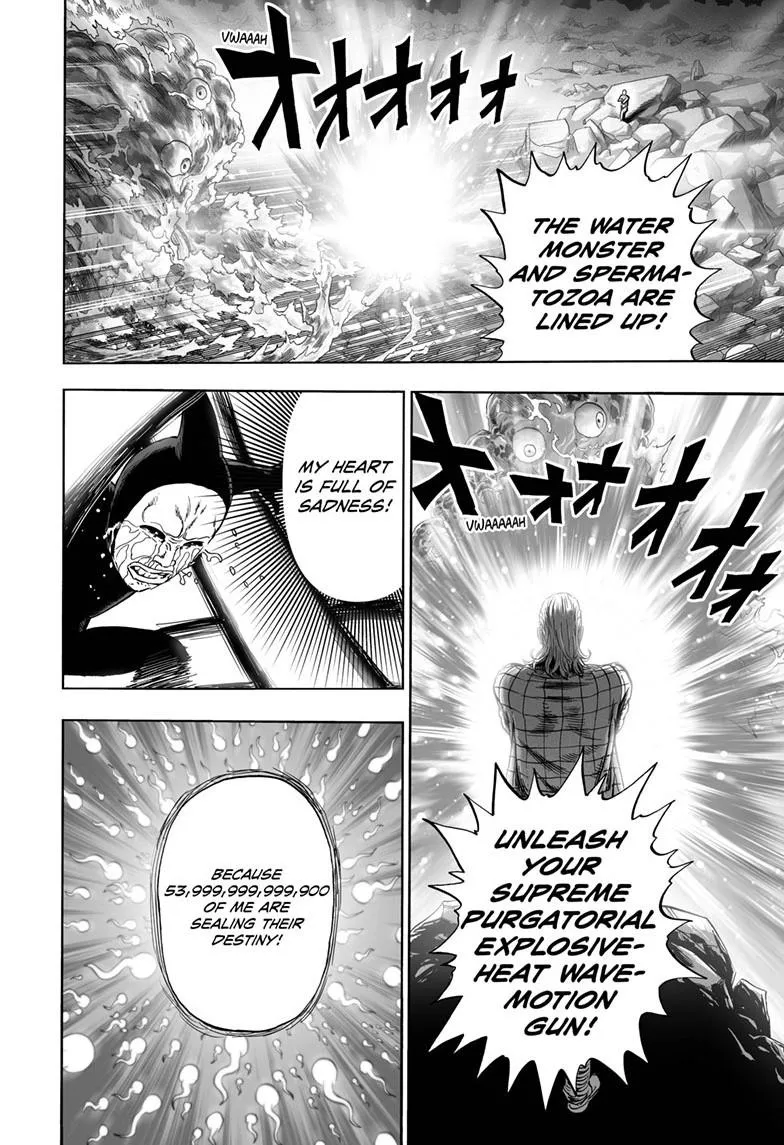 VWAAAH
オオオオオ
THE WATER
MONSTER
AND SPERMA-
TOZOA ARE
LINED UP!
オオオオオオ
VWAAAAAH
UNLEASH
YOUR
SUPREME
PURGATORIAL
EXPLOSIVE-
HEAT WAVE-
MOTION
GUN!
MY HEART
IS FULL OF
SADNESS!
BECAUSE
53,999,999,999,900
OF ME ARE
SEALING THEIR
DESTINY!